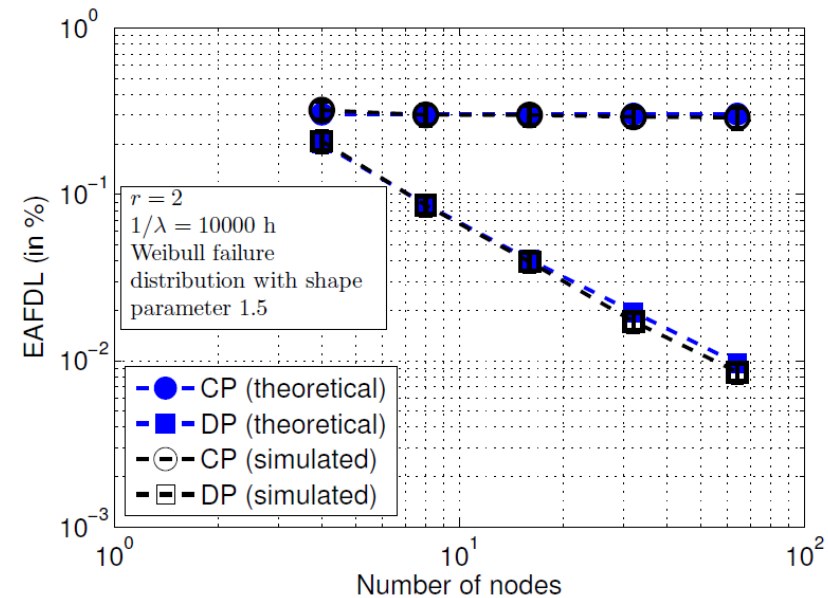 10^0
10^-1
10^-2
10^-3
EAFDL (in %)
r = 2
1/λ = 10000 h
Weibull failure
distribution with shape
parameter 1.5
CP (theoretical)
DP (theoretical)
CP (simulated)
DP (simulated)
10^0
10^1
10^2
Number of nodes